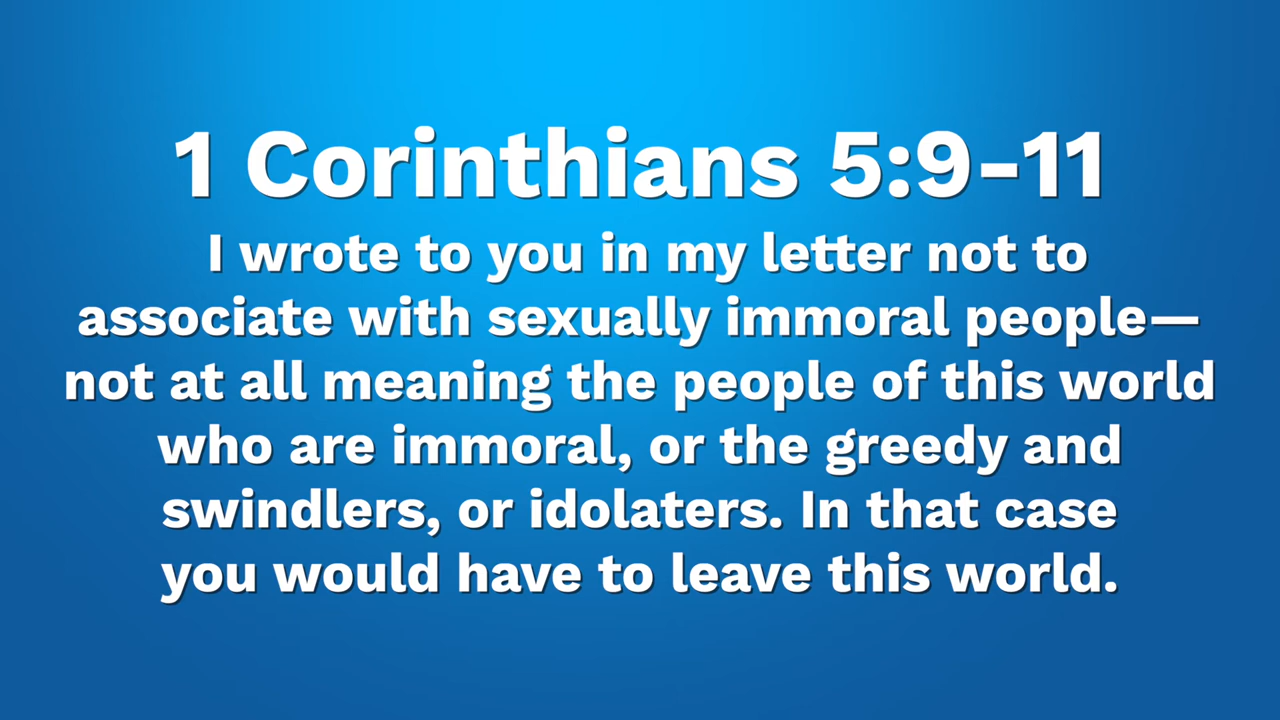 1 Corinthians 5:9-11
I wrote to you in my letter not to
associate with sexually immoral people—
not at all meaning the people of this world
who are immoral, or the greedy and
swindlers, or idolaters. In that case
you would have to leave this world.